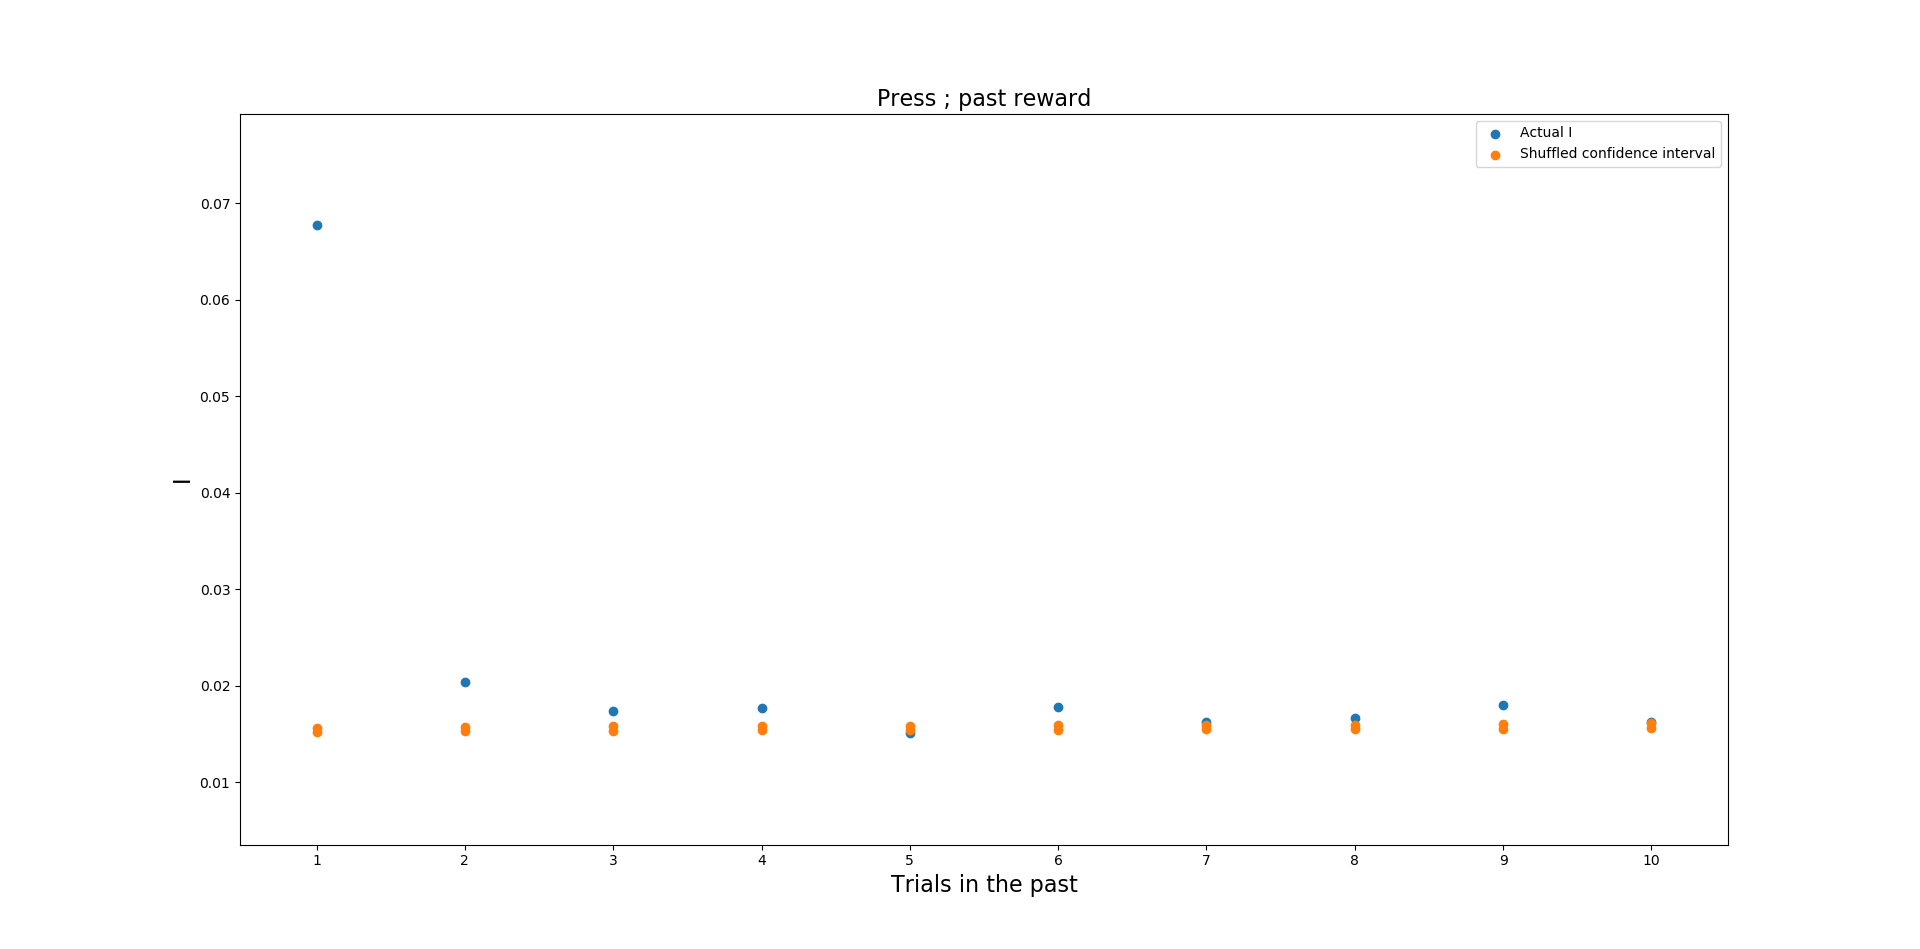 Press ; past reward
Actual I
Shuffled confidence interval
0.07
0.06
0.05
0.04
0.03
0.02
0.01
I
1 2 3 4 5 6 7 8 9 10
Trials in the past